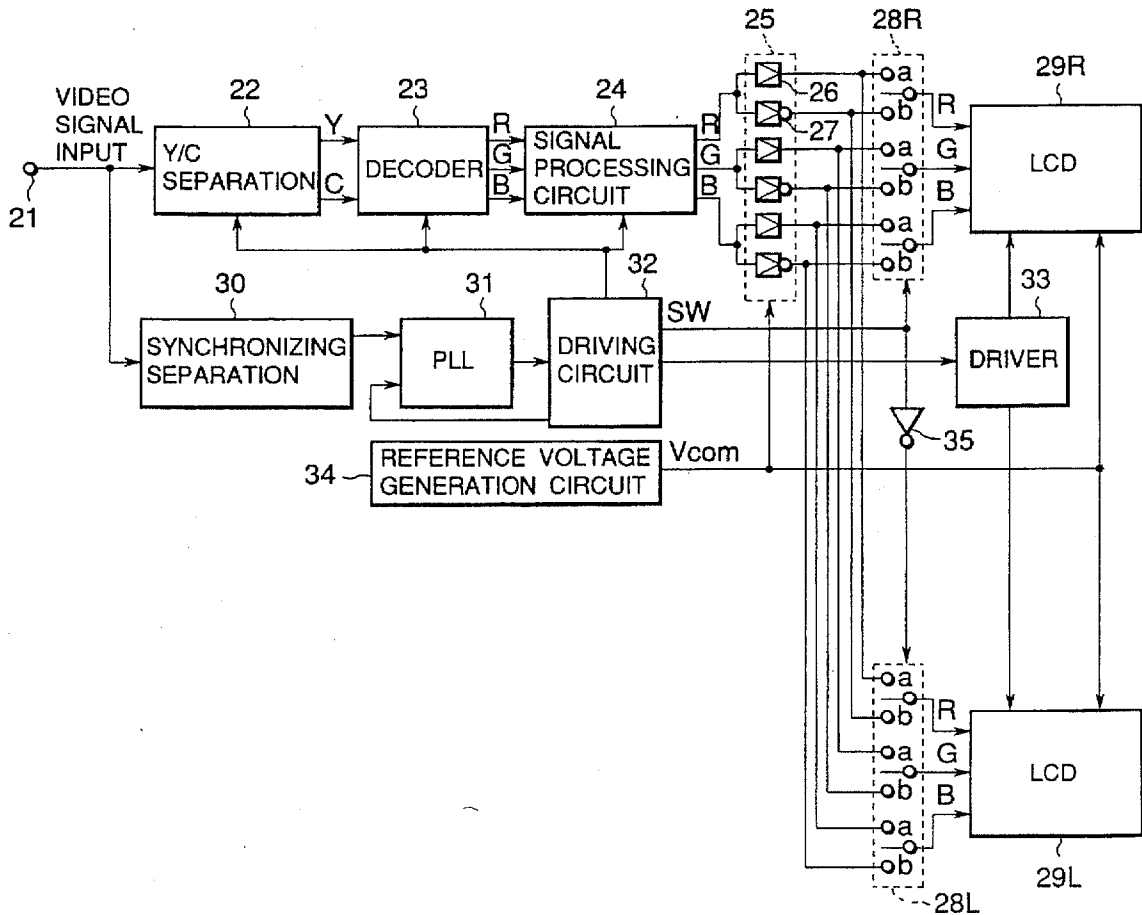 25
28R
29R
VIDEO
SIGNAL
INPUT
22
23
24
26
27
a
b
a
b
a
b
R
G
B
LCD
21
Y/C
SEPARATION
Y
C
DECODER
R
G
B
SIGNAL
PROCESSING
CIRCUIT
R
G
B
30
31
32
33
SYNCHRONIZING
SEPARATION
PLL
DRIVING
CIRCUIT
SW
DRIVER
35
34
REFERENCE VOLTAGE
GENERATION CIRCUIT
Vcom
a
b
a
b
a
b
R
G
B
LCD
28L
29L